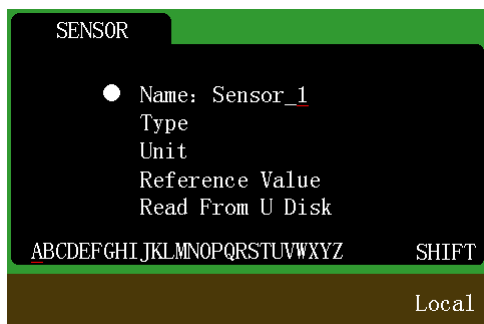 SENSOR
Name: Sensor_1
Type
Unit
Reference Value
Read From U Disk
ABCDEFGHIJKLMNOPQRSTUVWXYZ SHIFT
Local